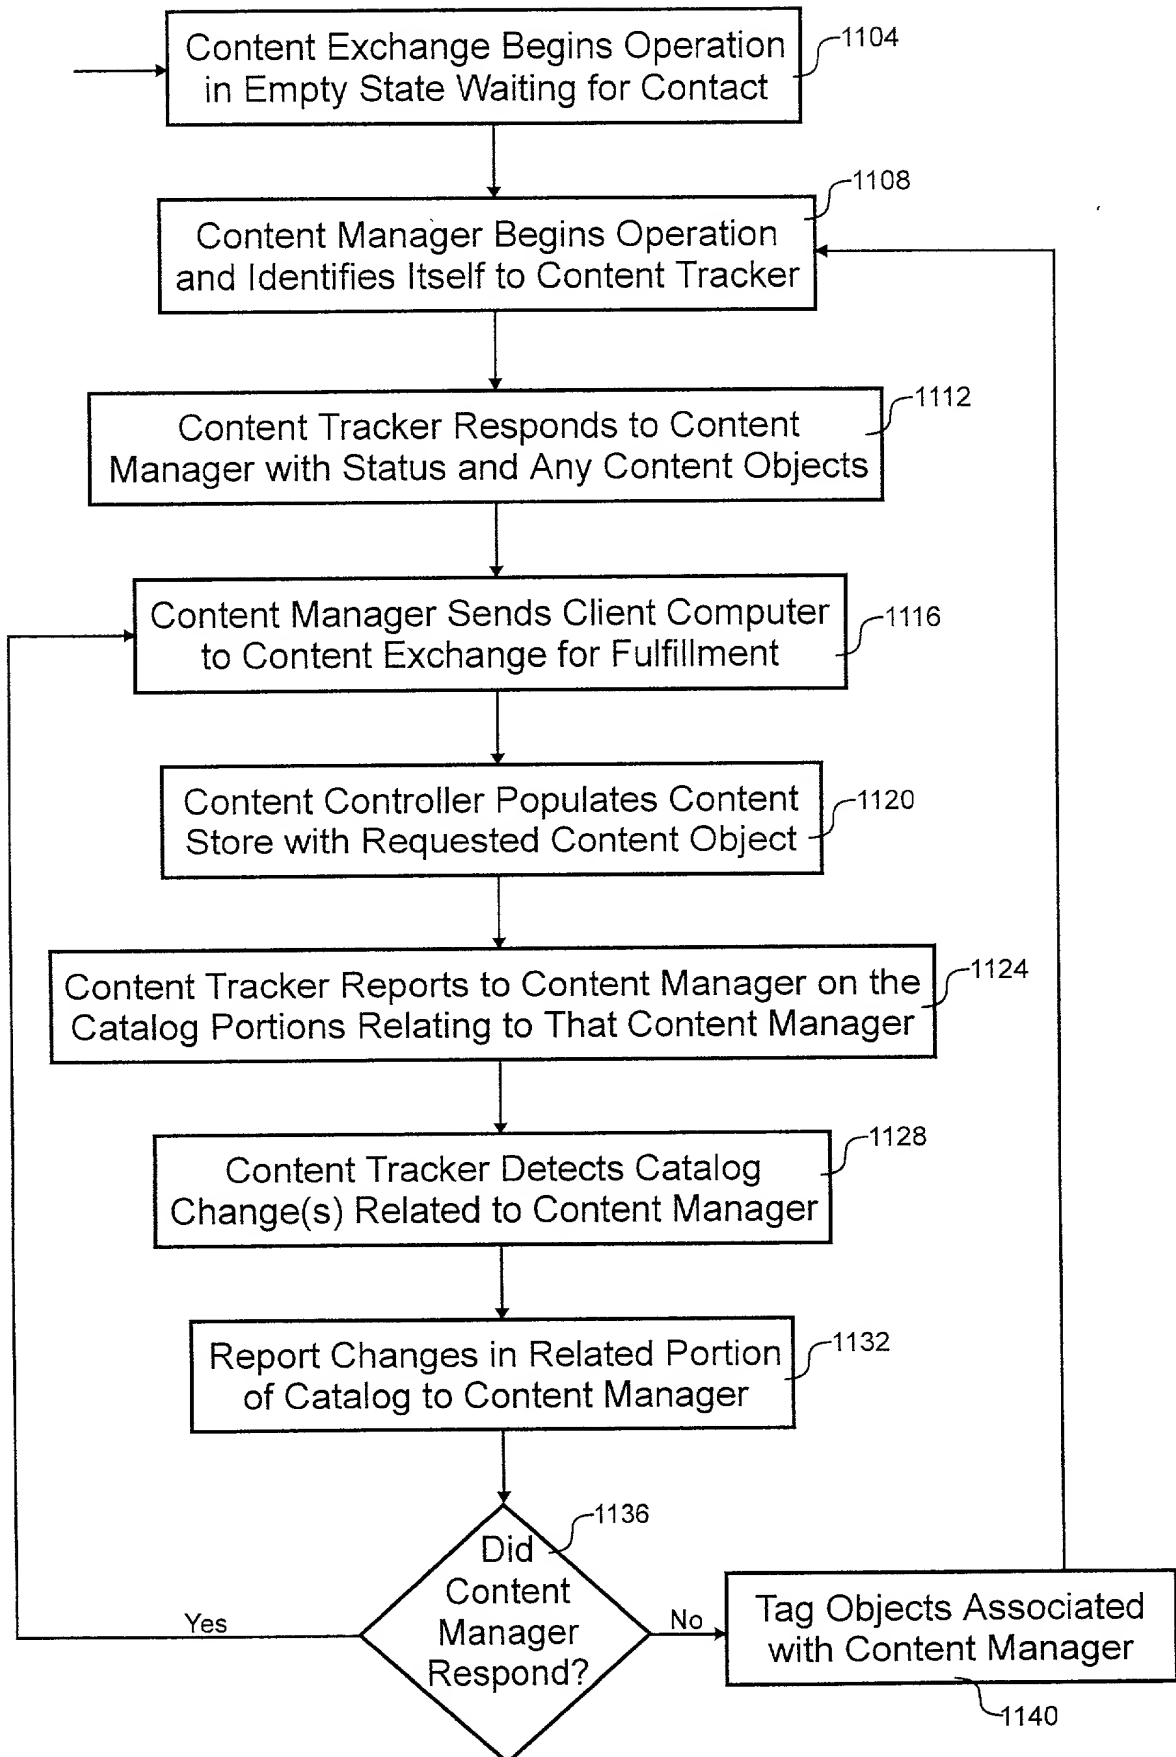 Content Exchange Begins Operation
in Empty State Waiting for Contact
1104
Content Manager Begins Operation
and Identifies Itself to Content Tracker
1108
Content Tracker Responds to Content
Manager with Status and Any Content Objects
1112
Content Manager Sends Client Computer
to Content Exchange for Fulfillment
1116
Content Controller Populates Content
Store with Requested Content Object
1120
Content Tracker Reports to Content Manager on the
Catalog Portions Relating to That Content Manager
1124
Content Tracker Detects Catalog
Change(s) Related to Content Manager
1128
Report Changes in Related Portion
of Catalog to Content Manager
1132
Did
Content
Manager
Respond?
1136
Yes
No
Tag Objects Associated
with Content Manager
1140